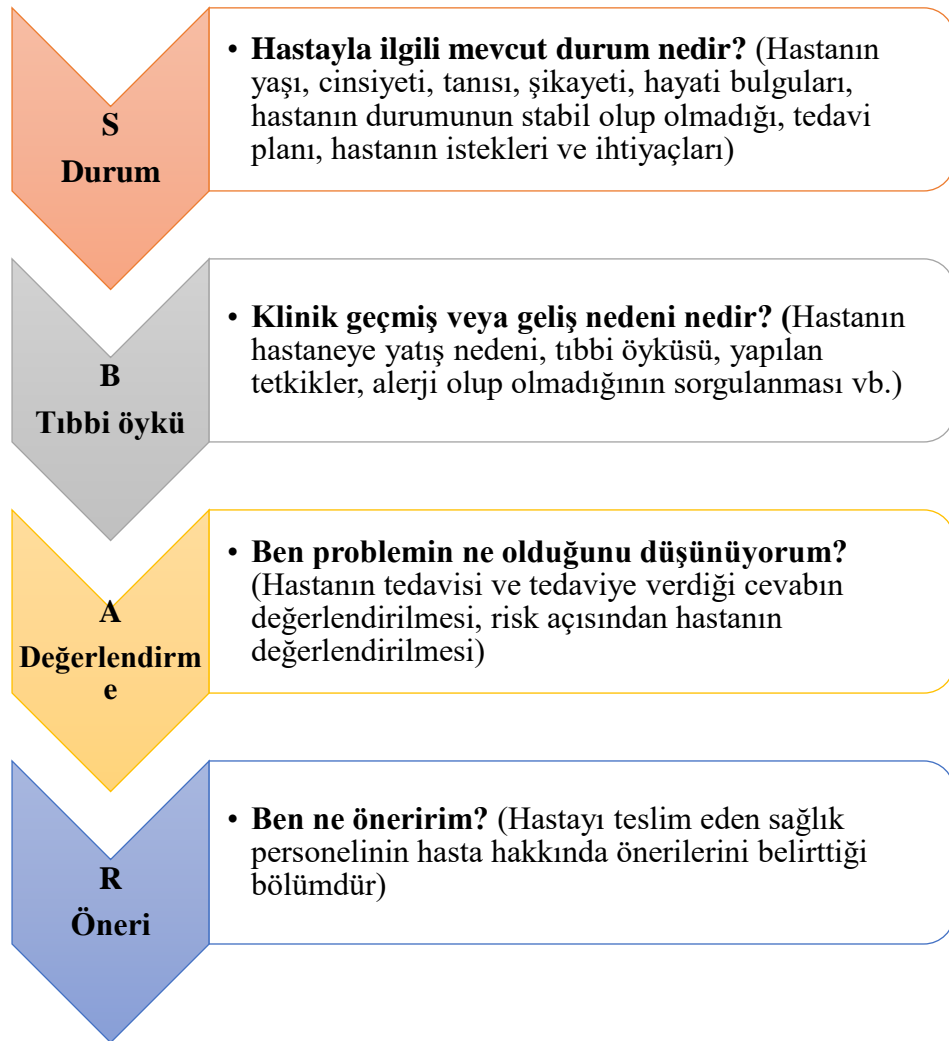 S
Durum
• Hastayla ilgili mevcut durum nedir? (Hastanın
yaşı, cinsiyeti, tanısı, şikayeti, hayati bulguları,
hastanın durumunun stabil olup olmadığı, tedavi
planı, hastanın istekleri ve ihtiyaçları)
B
Tıbbi öykü
• Klinik geçmiş veya geliş nedeni nedir? (Hastanın
hastaneye yatış nedeni, tıbbi öyküsü, yapılan
tetkikler, alerji olup olmadığının sorgulanması vb.)
A
Değerlendirm
e
• Ben problemin ne olduğunu düşünüyorum?
(Hastanın tedavisi ve tedaviye verdiği cevabın
değerlendirilmesi, risk açısından hastanın
değerlendirilmesi)
R
Öneri
• Ben ne öneririm? (Hastayı teslim eden sağlık
personelinin hasta hakkında önerilerini belirttiği
bölümdür)